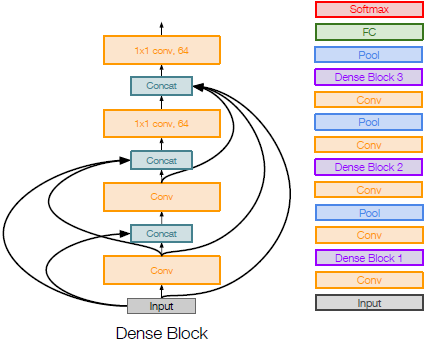 1x1 conv, 64
Concat
1x1 conv, 64
Concat
Conv
Concat
Conv
Input
Dense Block
Softmax
FC
Pool
Dense Block 3
Conv
Pool
Conv
Dense Block 2
Conv
Pool
Conv
Dense Block 1
Conv
Input